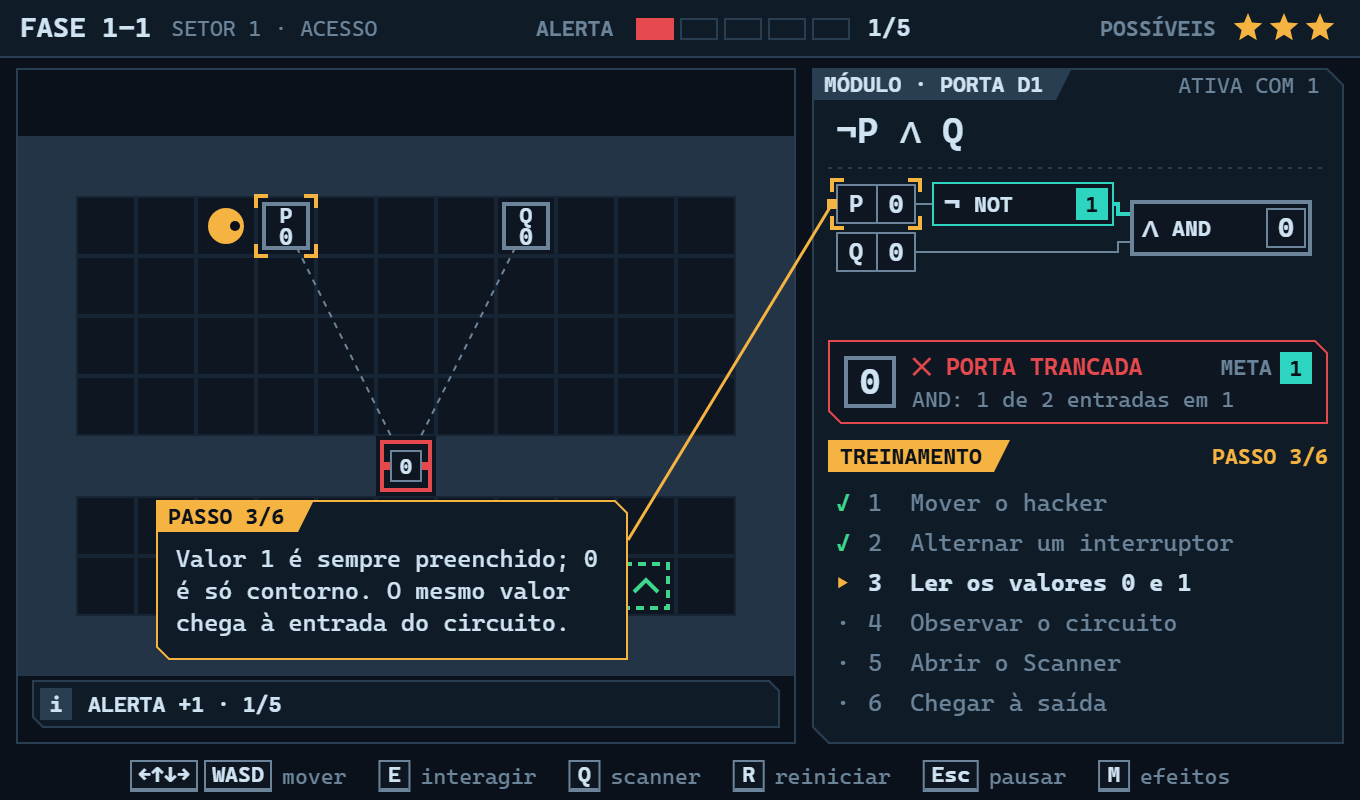 FASE 1–1 SETOR 1 · ACESSO ALERTA 1/5 POSSÍVEIS
MÓDULO · PORTA D1 ATIVA COM 1
¬P ∧ Q
P
0
Q
0
P 0 ¬ NOT 1
Q 0
∧ AND 0
0
0 PORTA TRANCADA META 1
AND: 1 de 2 entradas em 1
TREINAMENTO PASSO 3/6
PASSO 3/6
Valor 1 é sempre preenchido; 0
é só contorno. O mesmo valor
chega à entrada do circuito.
✓ 1 Mover o hacker
✓ 2 Alternar um interruptor
▶ 3 Ler os valores 0 e 1
· 4 Observar o circuito
· 5 Abrir o Scanner
· 6 Chegar à saída
i ALERTA +1 · 1/5
←↑↓→ WASD mover E interagir Q scanner R reiniciar Esc pausar M efeitos